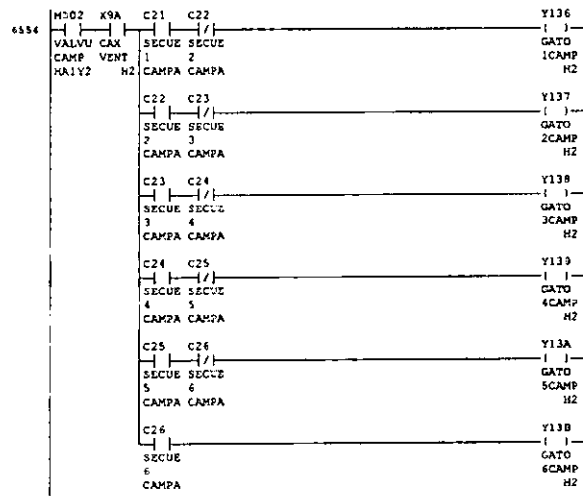 M502 X9A C21 C22 Y136
6554
VALVU CAX SECUE SECUE GATO
CAMP VENT 1 2 1CAMP
HA1Y2 H2 CAMPA CAMPA H2
C22 C23 Y137
SECUE SECUE GATO
2 3 2CAMP
CAMPA CAMPA H2
C23 C24 Y138
SECUE SECUE GATO
3 4 3CAMP
CAMPA CAMPA H2
C24 C25 Y139
SECUE SECUE GATO
4 5 4CAMP
CAMPA CAMPA H2
C25 C26 Y13A
SECUE SECUE GATO
5 6 5CAMP
CAMPA CAMPA H2
C26 Y13B
SECUE GATO
6 6CAMP
CAMPA H2